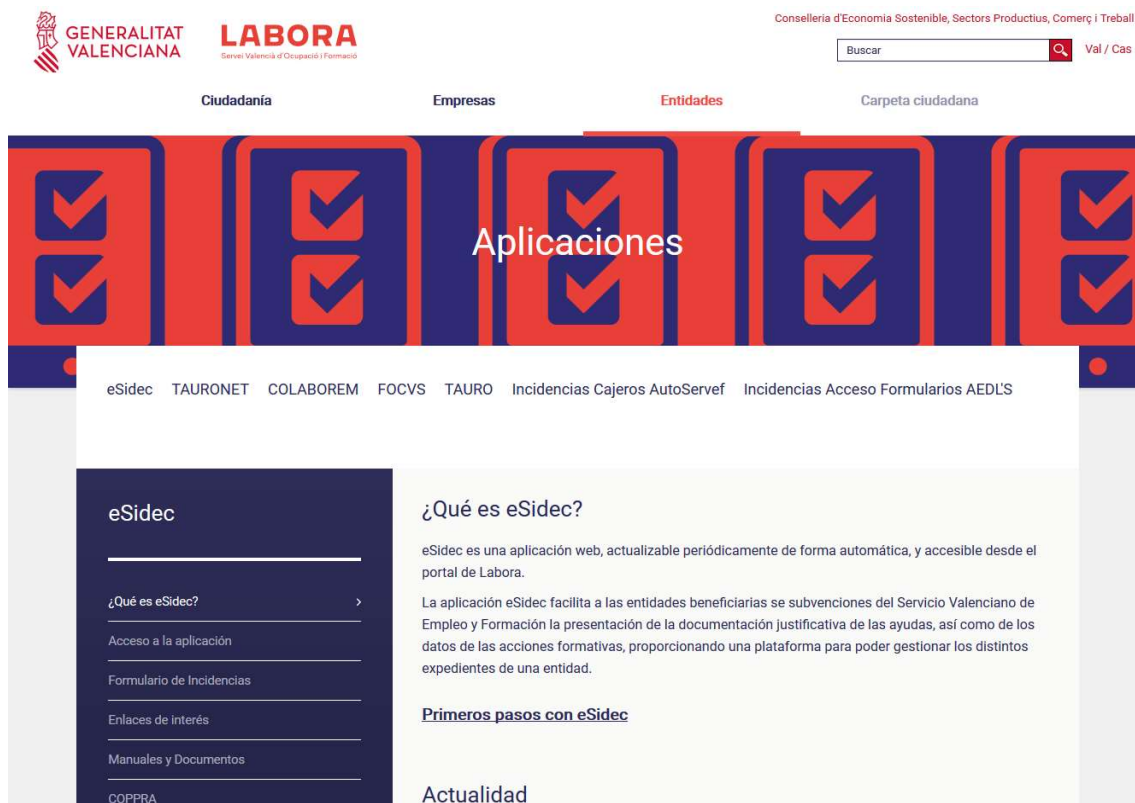 GENERALITAT
VALENCIANA
LABORA
Servei Valencià d'Ocupació i Formació
Conselleria d'Economia Sostenible, Sectors Productius, Comerç i Treball
Buscar
Val / Cas
Ciudadanía
Empresas
Entidades
Carpeta ciudadana
Aplicaciones
eSidec TAURONET COLABOREM FOCVS TAURO Incidencias Cajeros AutoServef Incidencias Acceso Formularios AEDL'S
eSidec
¿Qué es eSidec?
Acceso a la aplicación
Formulario de Incidencias
Enlaces de interés
Manuales y Documentos
COPPRA
¿Qué es eSidec?
eSidec es una aplicación web, actualizable periódicamente de forma automática, y accesible desde el
portal de Labora.
La aplicación eSidec facilita a las entidades beneficiarias se subvenciones del Servicio Valenciano de
Empleo y Formación la presentación de la documentación justificativa de las ayudas, así como de los
datos de las acciones formativas, proporcionando una plataforma para poder gestionar los distintos
expedientes de una entidad.
Primeros pasos con eSidec
Actualidad